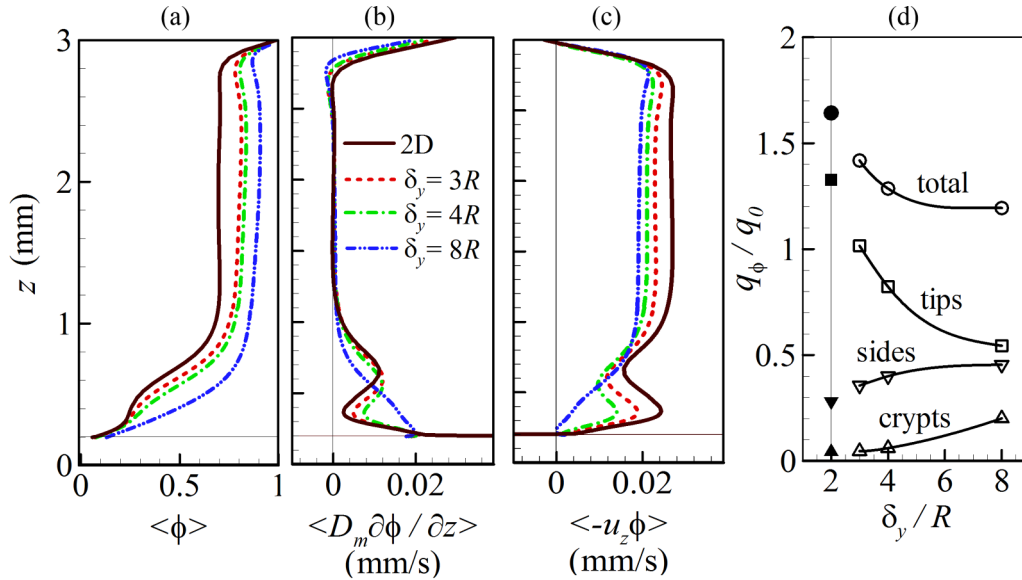 (a)
(b)
(c)
(d)
3
2
1
0
z (mm)
0
0.5
1
<ϕ>
2D
δy = 3R
δy = 4R
δy = 8R
0
0.02
<Dm∂ϕ / ∂z>
(mm/s)
0
0.02
<-uzϕ>
(mm/s)
2
1.5
1
0.5
0
qϕ / q0
total
tips
sides
crypts
2
4
6
8
δy / R